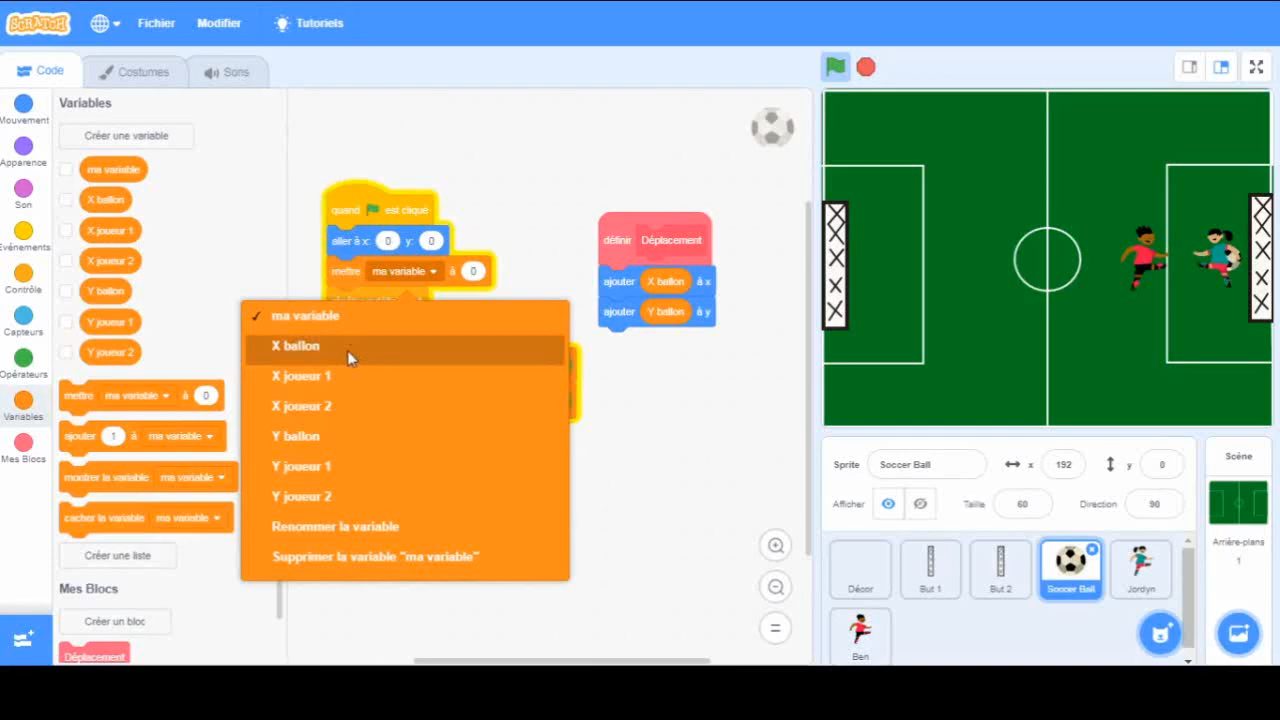 SCRATCH
Fichier
Modifier
Tutoriels
Code
Costumes
Sons
Mouvement
Apparence
Son
Événements
Contrôle
Capteurs
Opérateurs
Variables
Mes Blocs
Variables
Créer une variable
ma variable
X ballon
X joueur 1
X joueur 2
Y ballon
Y joueur 1
Y joueur 2
mettre ma variable à 0
ajouter 1 à ma variable
montrer la variable ma variable
cacher la variable ma variable
Créer une liste
Mes Blocs
Créer un bloc
Déplacement
quand est cliqué
aller à x: 0 y: 0
mettre ma variable à 0
✓ ma variable
X ballon
X joueur 1
X joueur 2
Y ballon
Y joueur 1
Y joueur 2
Renommer la variable
Supprimer la variable "ma variable"
définir Déplacement
ajouter X ballon à x
ajouter Y ballon à y
Sprite Soccer Ball x 192 y 0
Afficher Taille 60 Direction 90
Décor
But 1
But 2
Soccer Ball
Jordyn
Ben
Scène
Arrière-plans
1